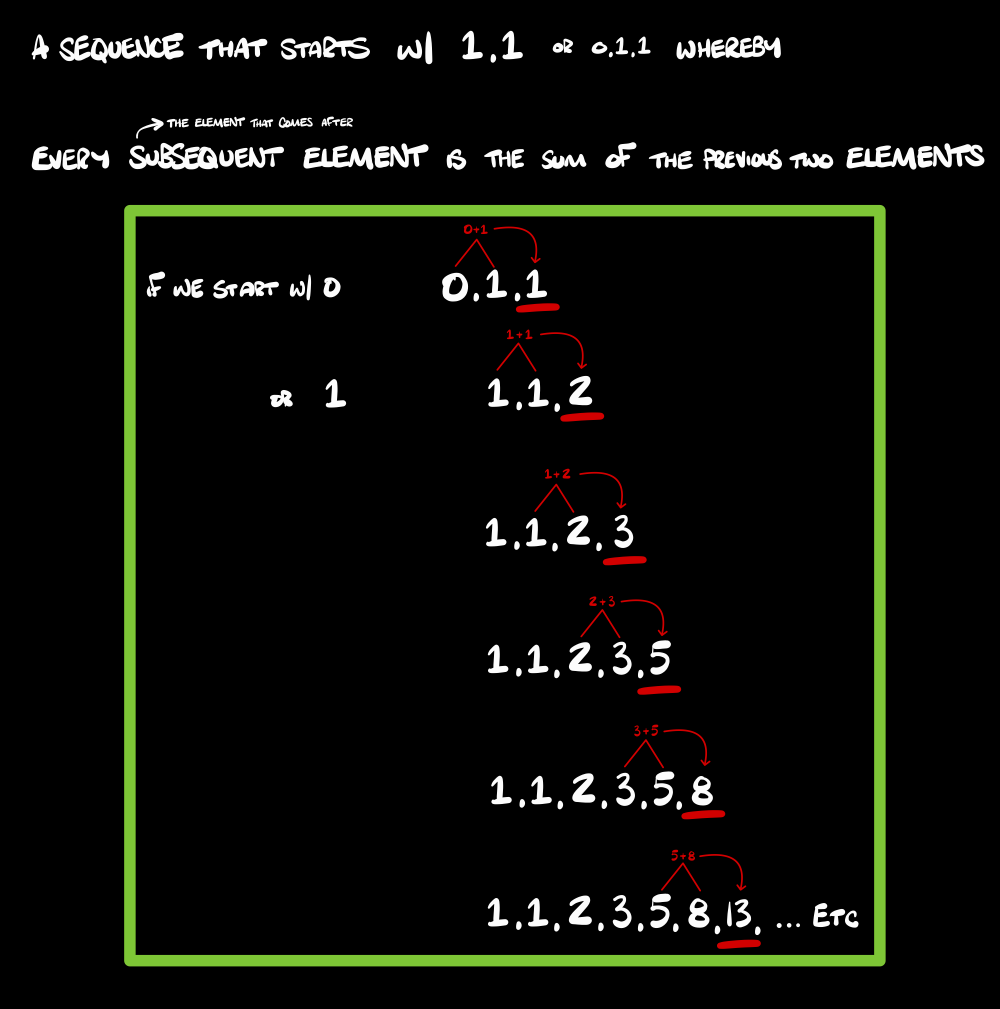 A SEQUENCE THAT STARTS W/ 1,1 OR 0,1,1 WHEREBY
THE ELEMENT THAT COMES AFTER
EVERY SUBSEQUENT ELEMENT IS THE SUM OF THE PREVIOUS TWO ELEMENTS
0+1
IF WE START W/ 0 0,1,1
1+1
OR 1 1,1,2
1+2
1,1,2,3
2+3
1,1,2,3,5
3+5
1,1,2,3,5,8
5+8
1,1,2,3,5,8,13, ... ETC